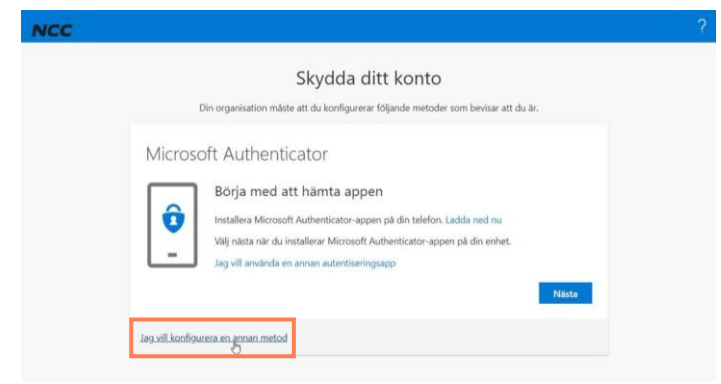 NCC
?
Skydda ditt konto
Din organisation måste att du konfigurerar följande metoder som bevisar att du är.
Microsoft Authenticator
Börja med att hämta appen
Installera Microsoft Authenticator-appen på din telefon. Ladda ned nu
Välj nästa när du installerar Microsoft Authenticator-appen på din enhet.
Jag vill använda en annan autentiseringsapp
Nästa
Jag vill konfigurera en annan metod